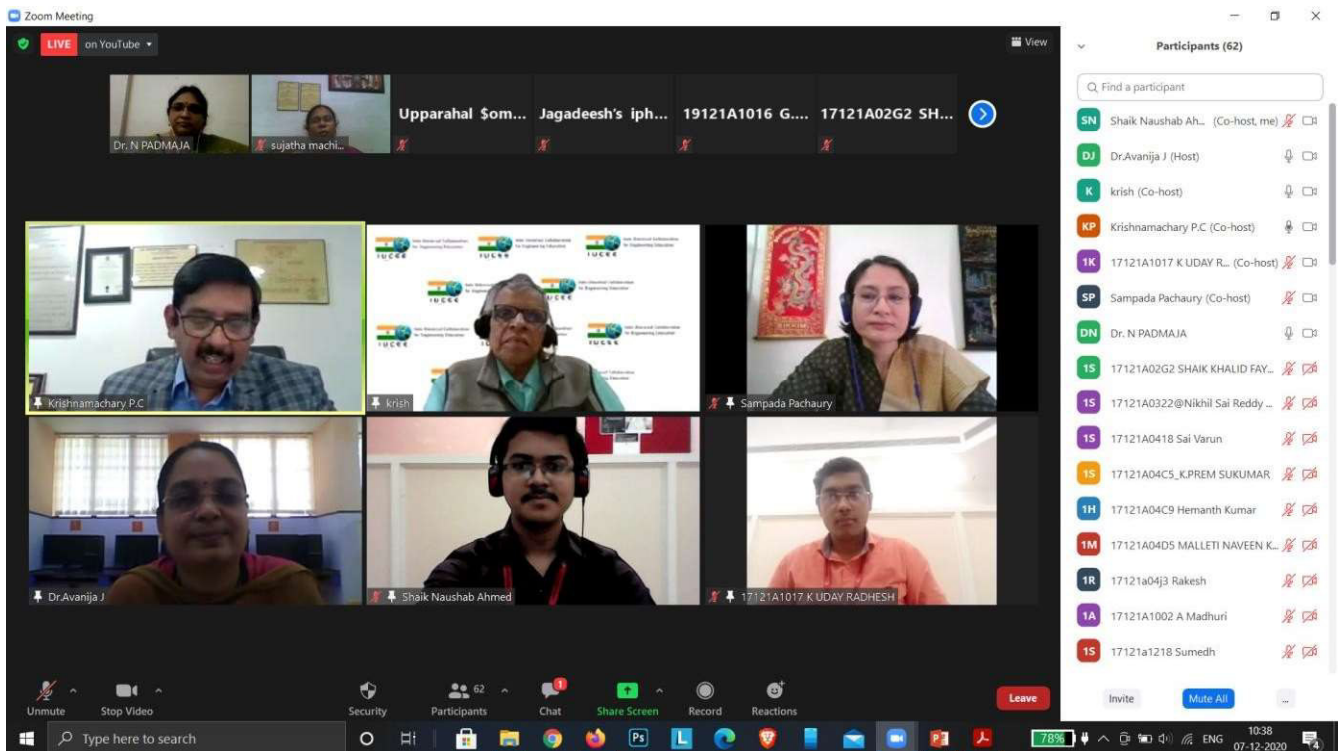 Zoom Meeting
LIVE on YouTube
View
Dr. N PADMAJA
sujatha machi...
Upparahal $om...
Jagadeesh's iph...
19121A1016 G....
17121A02G2 SH...
IUCEE
Krishnamachary P.C
krish
Sampada Pachaury
Dr.Avanija J
Shaik Naushab Ahmed
17121A1017 K UDAY RADHESH
Unmute
Stop Video
Security
62
Participants
1
Chat
Share Screen
Record
Reactions
Leave
Participants (62)
Find a participant
SN Shaik Naushab Ah... (Co-host, me)
DJ Dr.Avanija J (Host)
K krish (Co-host)
KP Krishnamachary P.C (Co-host)
1K 17121A1017 K UDAY R... (Co-host)
SP Sampada Pachaury (Co-host)
DN Dr. N PADMAJA
1S 17121A02G2 SHAIK KHALID FAY...
1S 17121A0322@Nikhil Sai Reddy ...
1S 17121A0418 Sai Varun
1S 17121A04C5_K.PREM SUKUMAR
1H 17121A04C9 Hemanth Kumar
1M 17121A04D5 MALLETI NAVEEN K...
1R 17121a04j3 Rakesh
1A 17121A1002 A Madhuri
1S 17121a1218 Sumedh
Invite
Mute All
...
Type here to search
Ps
L
78%
ENG
10:38
07-12-2020
4